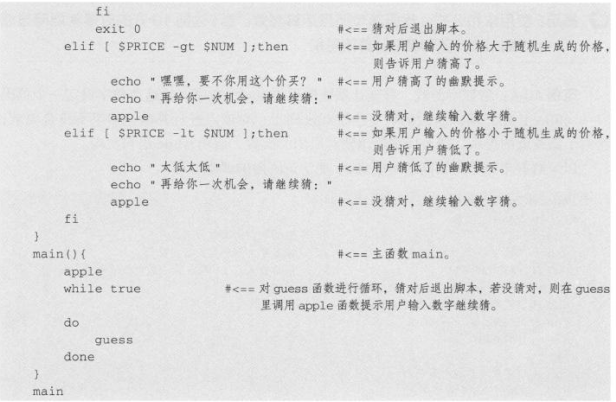 fi
exit 0 #<== 猜对后退出脚本。
elif [ $PRICE -gt $NUM ];then #<== 如果用户输入的价格大于随机生成的价格，
则告诉用户猜高了。
echo "嘿嘿，要不你用这个价买？" #<== 用户猜高了的幽默提示。
echo "再给你一次机会，请继续猜："
apple #<== 没猜对，继续输入数字猜。
elif [ $PRICE -lt $NUM ];then #<== 如果用户输入的价格小于随机生成的价格，
则告诉用户猜低了。
echo "太低太低" #<== 用户猜低了的幽默提示。
echo "再给你一次机会，请继续猜："
apple #<== 没猜对，继续输入数字猜。
fi
}
main(){ #<== 主函数 main。
apple
while true #<== 对 guess 函数进行循环，猜对后退出脚本，若没猜对，则在 guess
里调用 apple 函数提示用户输入数字继续猜。
do
guess
done
}
main